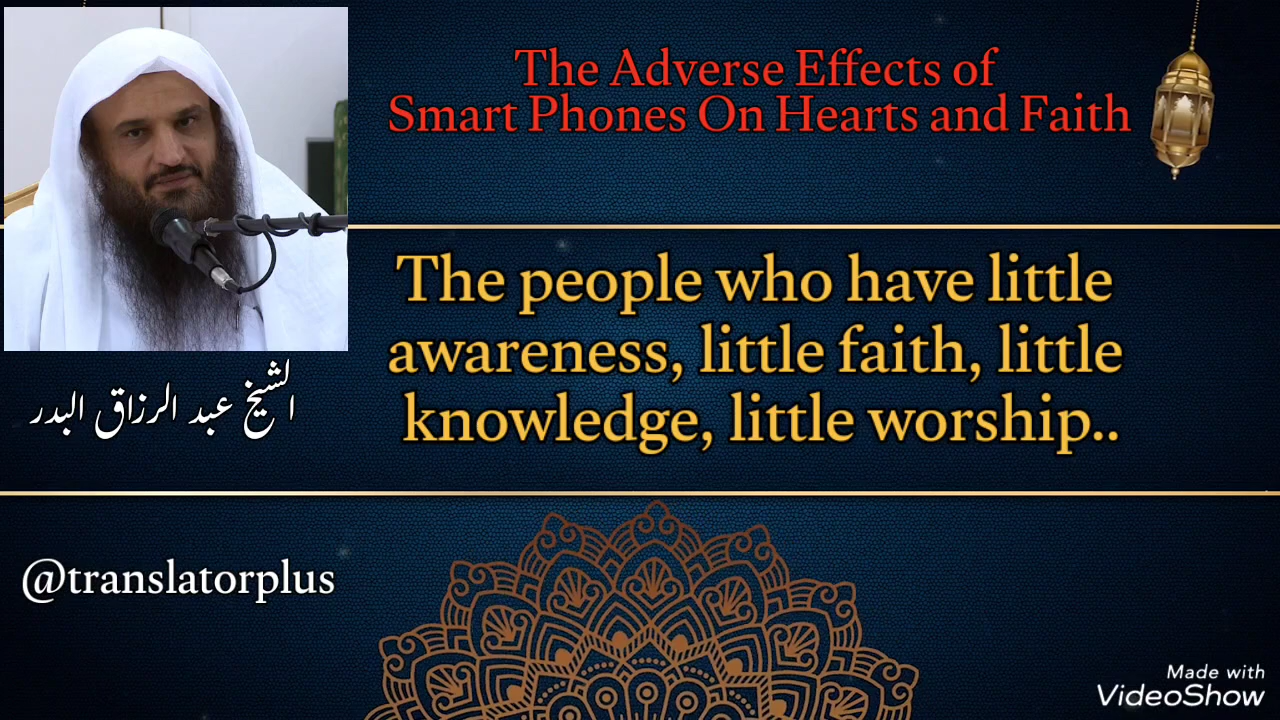 The Adverse Effects of
Smart Phones On Hearts and Faith
The people who have little
awareness, little faith, little
knowledge, little worship..
الشيخ عبد الرزاق البدر
@translatorplus
Made with
VideoShow